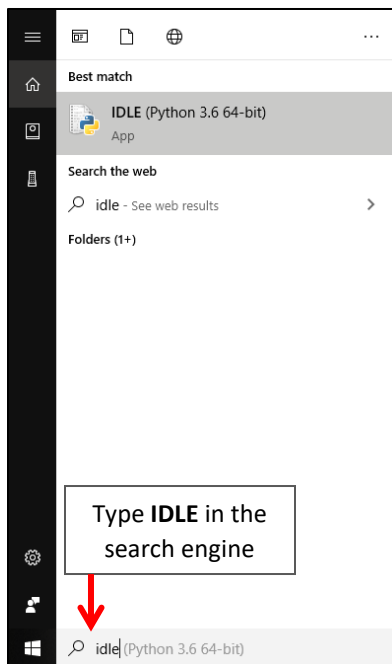 ...
Best match
IDLE (Python 3.6 64-bit)
App
Search the web
idle - See web results
Folders (1+)
Type IDLE in the
search engine
idle (Python 3.6 64-bit)